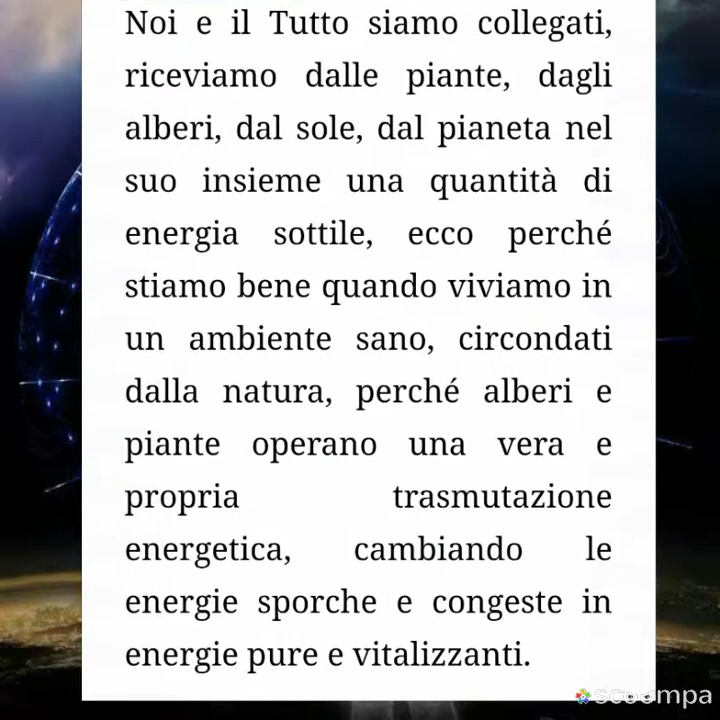 Noi e il Tutto siamo collegati,
riceviamo dalle piante, dagli
alberi, dal sole, dal pianeta nel
suo insieme una quantità di
energia sottile, ecco perché
stiamo bene quando viviamo in
un ambiente sano, circondati
dalla natura, perché alberi e
piante operano una vera e
propria trasmutazione
energetica, cambiando le
energie sporche e congeste in
energie pure e vitalizzanti.
scoompa